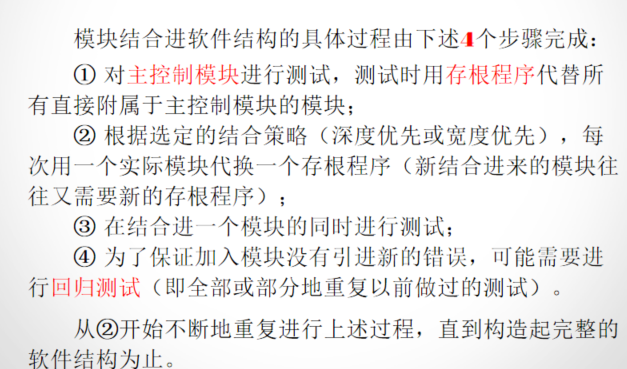 模块结合进软件结构的具体过程由下述4个步骤完成：
① 对主控制模块进行测试，测试时用存根程序代替所
有直接附属于主控制模块的模块；
② 根据选定的结合策略（深度优先或宽度优先），每
次用一个实际模块代换一个存根程序（新结合进来的模块往
往又需要新的存根程序）；
③ 在结合进一个模块的同时进行测试；
④ 为了保证加入模块没有引进新的错误，可能需要进
行回归测试（即全部或部分地重复以前做过的测试）。
从②开始不断地重复进行上述过程，直到构造起完整的
软件结构为止。